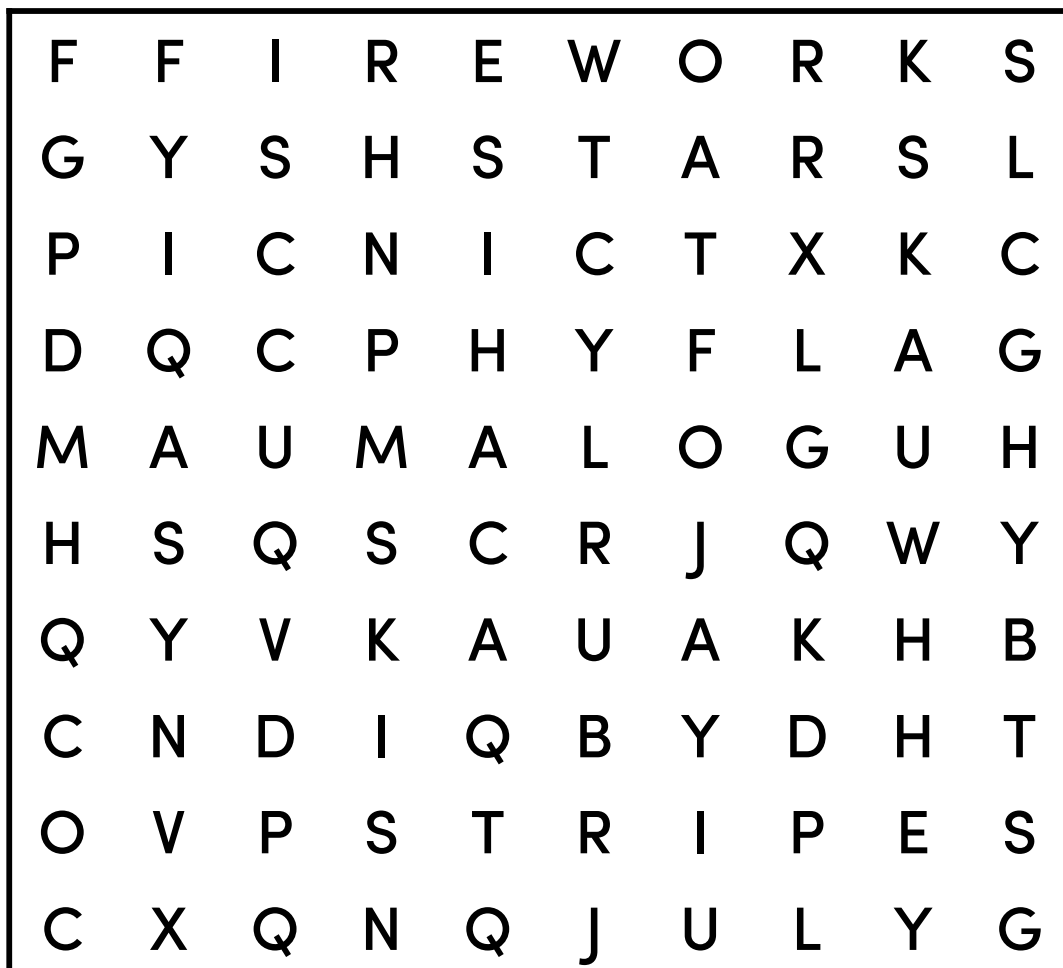 F F I R E W O R K S
G Y S H S T A R S L
P I C N I C T X K C
D Q C P H Y F L A G
M A U M A L O G U H
H S Q S C R J Q W Y
Q Y V K A U A K H B
C N D I Q B Y D H T
O V P S T R I P E S
C X Q N Q J U L Y G